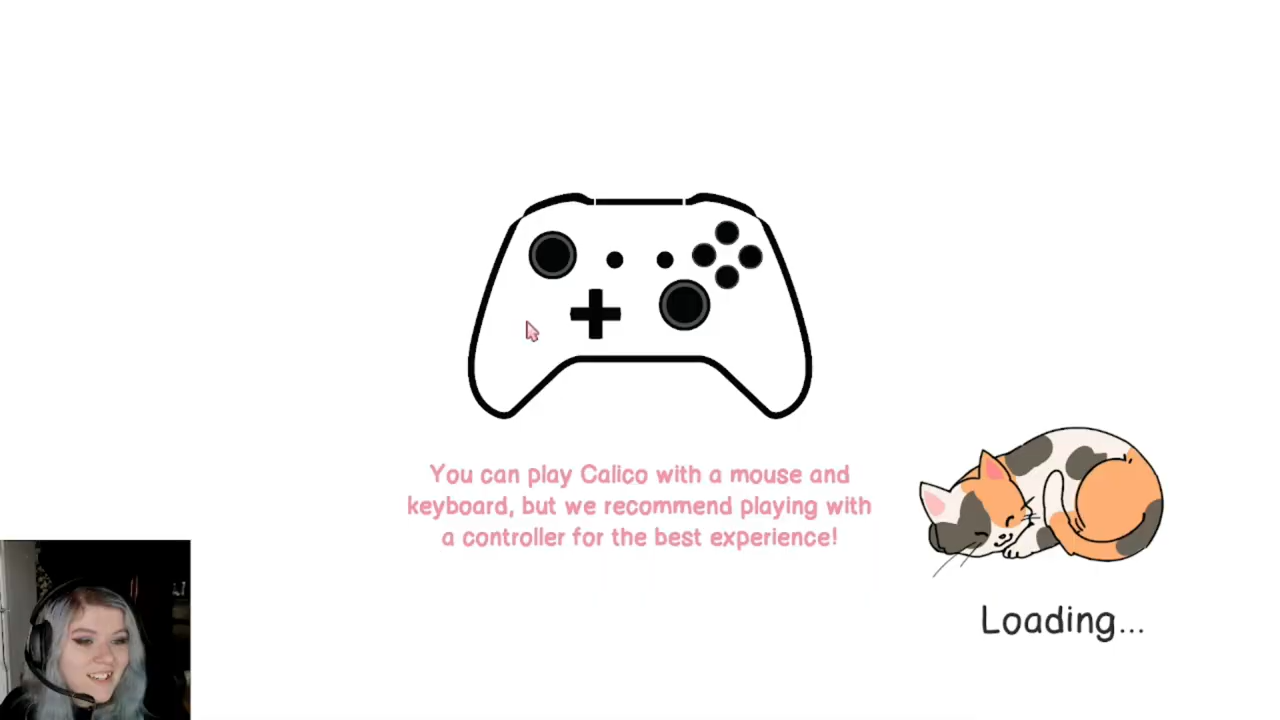 You can play Calico with a mouse and
keyboard, but we recommend playing with
a controller for the best experience!
Loading...